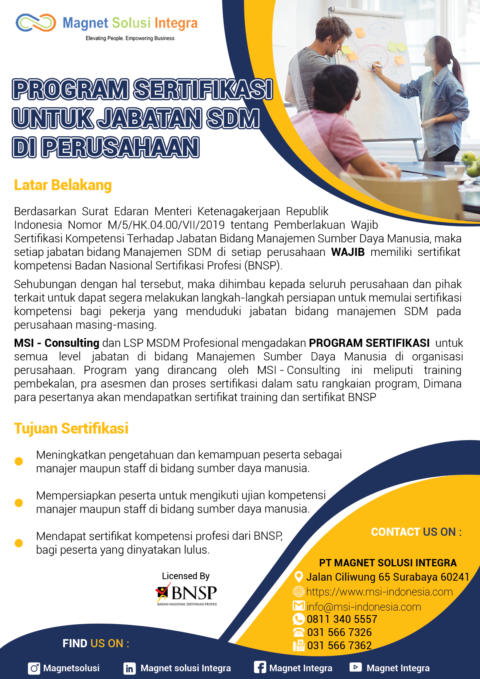 Magnet Solusi Integra
Elevating People. Empowering Business
PROGRAM SERTIFIKASI
UNTUK JABATAN SDM
DI PERUSAHAAN
Latar Belakang
Berdasarkan Surat Edaran Menteri Ketenagakerjaan Republik
Indonesia Nomor M/5/HK.04.00/VII/2019 tentang Pemberlakuan Wajib
Sertifikasi Kompetensi Terhadap Jabatan Bidang Manajemen Sumber Daya Manusia, maka
setiap jabatan bidang Manajemen SDM di setiap perusahaan WAJIB memiliki sertifikat
kompetensi Badan Nasional Sertifikasi Profesi (BNSP).
Sehubungan dengan hal tersebut, maka dihimbau kepada seluruh perusahaan dan pihak
terkait untuk dapat segera melakukan langkah-langkah persiapan untuk memulai sertifikasi
kompetensi bagi pekerja yang menduduki jabatan bidang manajemen SDM pada
perusahaan masing-masing.
MSI - Consulting dan LSP MSDM Profesional mengadakan PROGRAM SERTIFIKASI untuk
semua level jabatan di bidang Manajemen Sumber Daya Manusia di organisasi
perusahaan. Program yang dirancang oleh MSI - Consulting ini meliputi training
pembekalan, pra asesmen dan proses sertifikasi dalam satu rangkaian program, Dimana
para pesertanya akan mendapatkan sertifikat training dan sertifikat BNSP
Tujuan Sertifikasi
Meningkatkan pengetahuan dan kemampuan peserta sebagai
manajer maupun staff di bidang sumber daya manusia.
Mempersiapkan peserta untuk mengikuti ujian kompetensi
manajer maupun staff di bidang sumber daya manusia.
Mendapat sertifikat kompetensi profesi dari BNSP,
bagi peserta yang dinyatakan lulus.
Licensed By
BNSP
BADAN NASIONAL SERTIFIKASI PROFESI
CONTACT US ON :
PT MAGNET SOLUSI INTEGRA
Jalan Ciliwung 65 Surabaya 60241
https://www.msi-indonesia.com
info@msi-indonesia.com
0811 340 5557
031 566 7326
031 566 7362
FIND US ON :
Magnetsolusi
Magnet solusi Integra
Magnet Integra
Magnet Integra